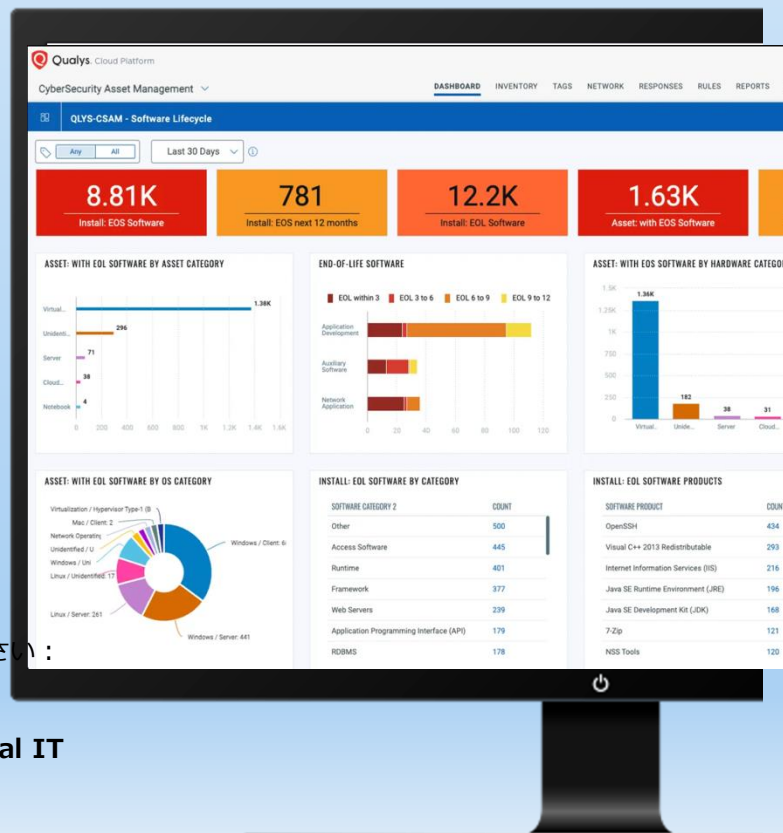 Qualys. Cloud Platform
CyberSecurity Asset Management
DASHBOARD INVENTORY TAGS NETWORK RESPONSES RULES REPORTS
QLYS-CSAM - Software Lifecycle
Any All Last 30 Days
8.81K
Install: EOS Software
781
Install: EOS next 12 months
12.2K
Install: EOL Software
1.63K
Asset: with EOS Software
ASSET: WITH EOL SOFTWARE BY ASSET CATEGORY
Virtual... 1.38K
Unidenti... 296
Server 71
Cloud... 38
Notebook 4
0 200 400 600 800 1K 1.2K 1.4K 1.6K
END-OF-LIFE SOFTWARE
EOL within 3 EOL 3 to 6 EOL 6 to 9 EOL 9 to 12
Application
Development
Auxiliary
Software
Network
Application
0 20 40 60 80 100 120
ASSET: WITH EOS SOFTWARE BY HARDWARE CATEGOR
1.5K
1.36K
1.25K
1K
750
500
250
182
38
31
0
Virtual.. Unide... Server Cloud...
ASSET: WITH EOL SOFTWARE BY OS CATEGORY
Virtualization / Hypervisor Type-1 (B
Mac / Client: 2
Network Operating
Unidentified / U
Windows / Uni
Linux / Unidentified: 17
Linux / Server: 261
Windows / Client: 6
Windows / Server: 441
INSTALL: EOL SOFTWARE BY CATEGORY
SOFTWARE CATEGORY 2 COUNT
Other 500
Access Software 445
Runtime 401
Framework 377
Web Servers 239
Application Programming Interface (API) 179
RDBMS 178
INSTALL: EOL SOFTWARE PRODUCTS
SOFTWARE PRODUCT COUN
OpenSSH 434
Visual C++ 2013 Redistributable 293
Internet Information Services (IIS) 216
Java SE Runtime Environment (JRE) 196
Java SE Development Kit (JDK) 168
7-Zip 121
NSS Tools 120
さい：
al IT